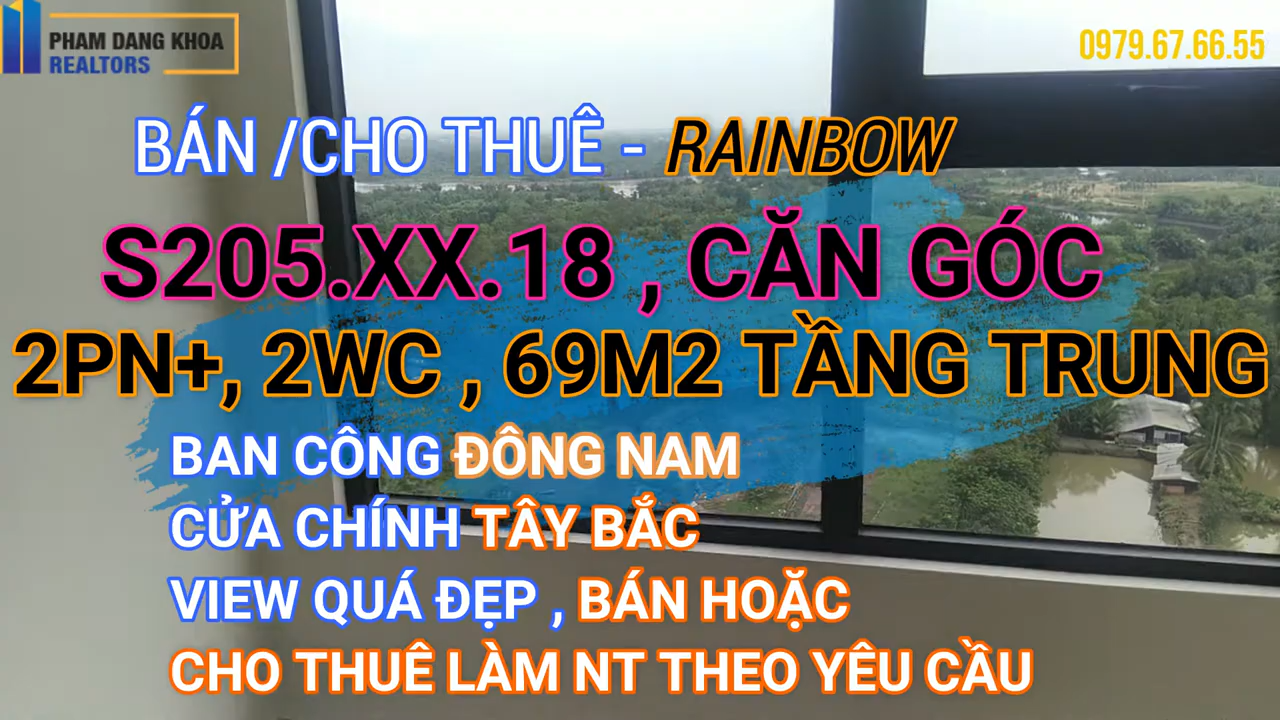 PHAM DANG KHOA
REALTORS
0979.67.66.55
BÁN /CHO THUÊ - RAINBOW
S205.XX.18 , CĂN GÓC
2PN+, 2WC , 69M2 TẦNG TRUNG
BAN CÔNG ĐÔNG NAM
CỬA CHÍNH TÂY BẮC
VIEW QUÁ ĐẸP , BÁN HOẶC
CHO THUÊ LÀM NT THEO YÊU CẦU